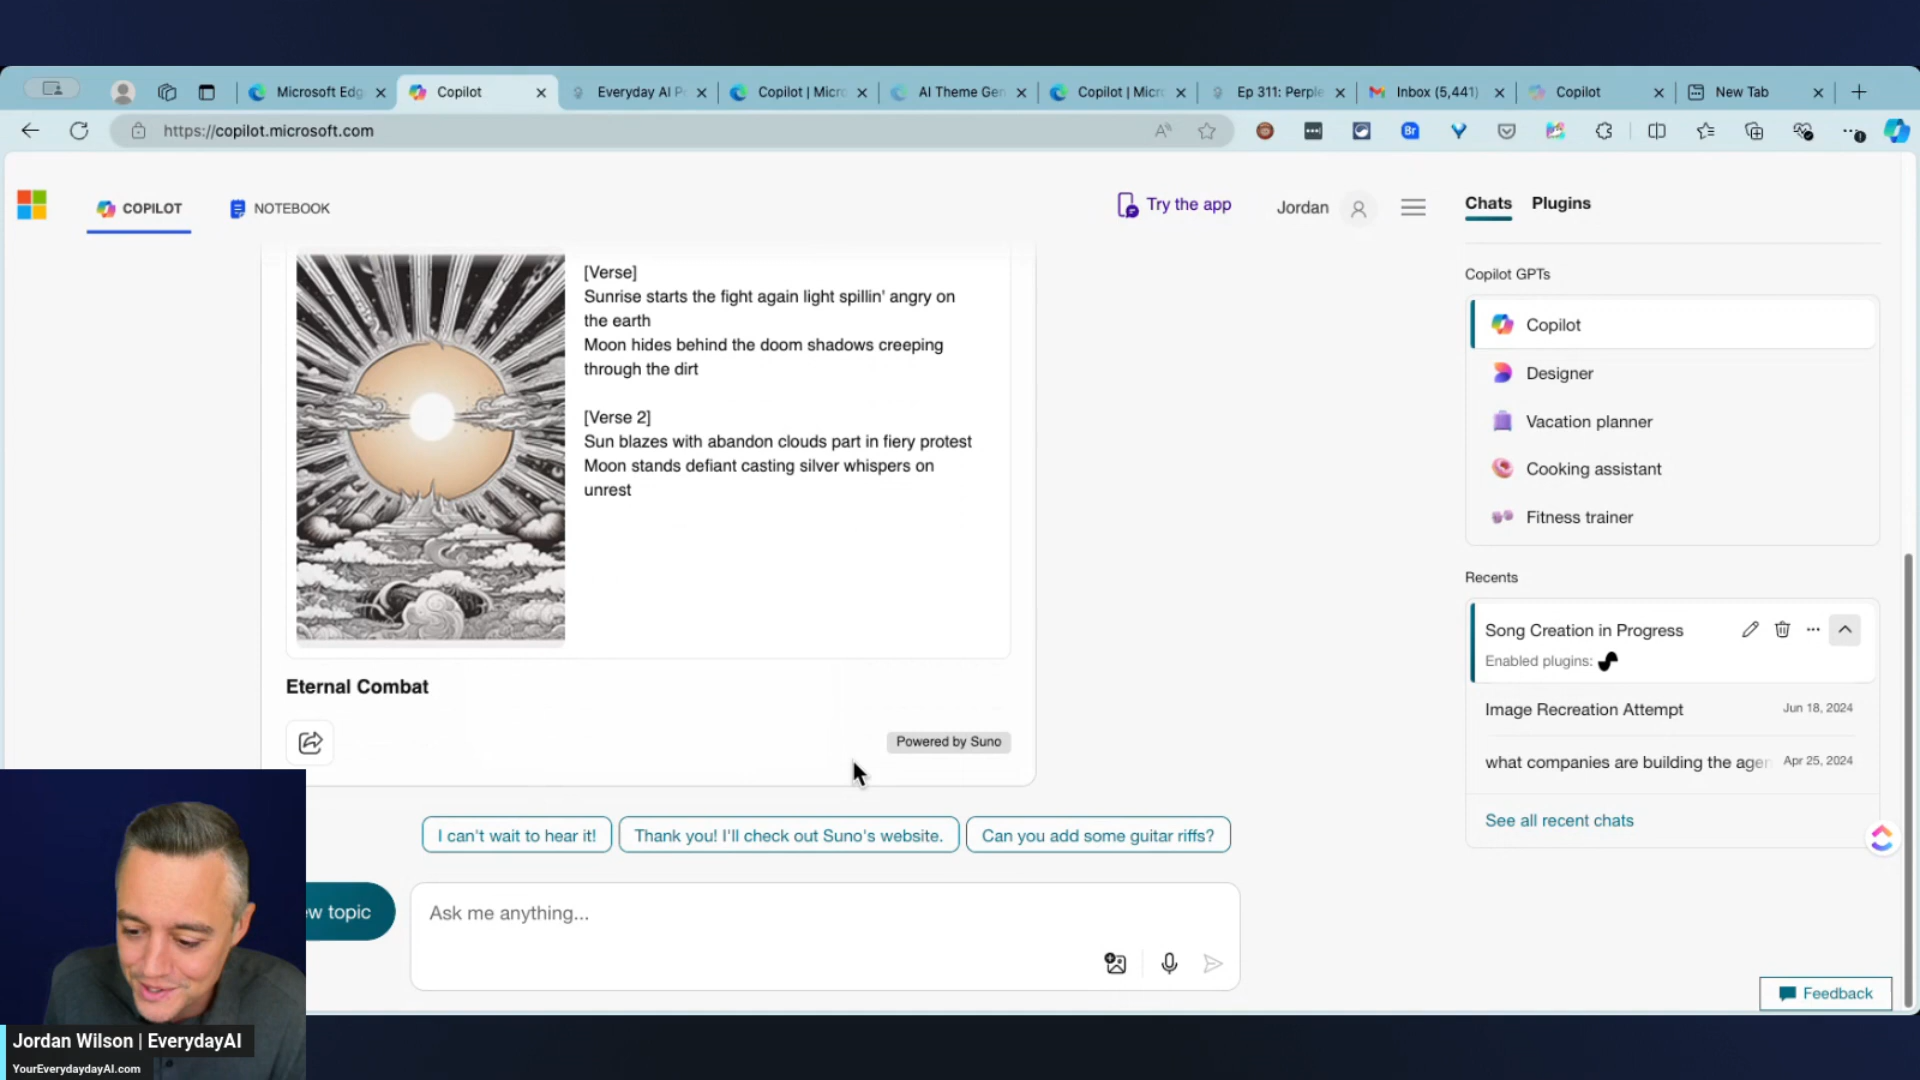 Microsoft Edg
Copilot
Everyday AI P
Copilot | Micro
AI Theme Gen
Copilot | Micro
Ep 311: Perple
Inbox (5,441)
Copilot
New Tab
https://copilot.microsoft.com
Br
COPILOT
NOTEBOOK
Try the app
Jordan
Chats
Plugins
[Verse]
Sunrise starts the fight again light spillin' angry on
the earth
Moon hides behind the doom shadows creeping
through the dirt
[Verse 2]
Sun blazes with abandon clouds part in fiery protest
Moon stands defiant casting silver whispers on
unrest
Eternal Combat
Powered by Suno
I can't wait to hear it!
Thank you! I'll check out Suno's website.
Can you add some guitar riffs?
w topic
Ask me anything...
Copilot GPTs
Copilot
Designer
Vacation planner
Cooking assistant
Fitness trainer
Recents
Song Creation in Progress
Enabled plugins:
Image Recreation Attempt
Jun 18, 2024
what companies are building the agen
Apr 25, 2024
See all recent chats
Feedback
Jordan Wilson | EverydayAI
YourEverydaydayAI.com